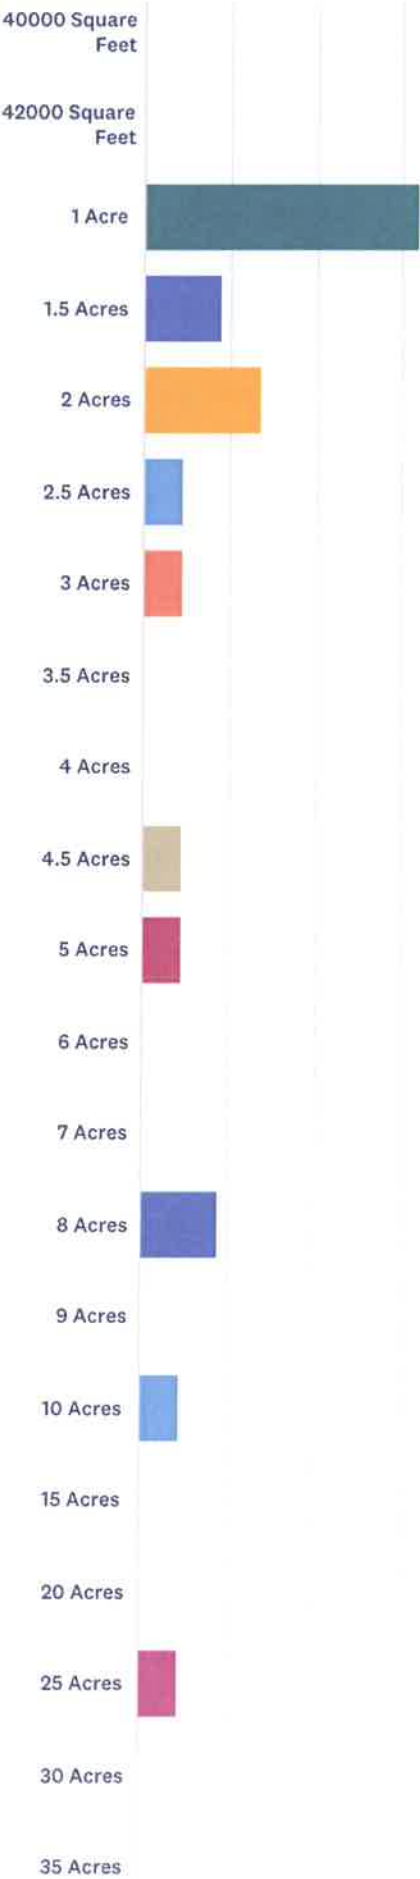 40000 Square
Feet
42000 Square
Feet
1 Acre
1.5 Acres
2 Acres
2.5 Acres
3 Acres
3.5 Acres
4 Acres
4.5 Acres
5 Acres
6 Acres
7 Acres
8 Acres
9 Acres
10 Acres
15 Acres
20 Acres
25 Acres
30 Acres
35 Acres